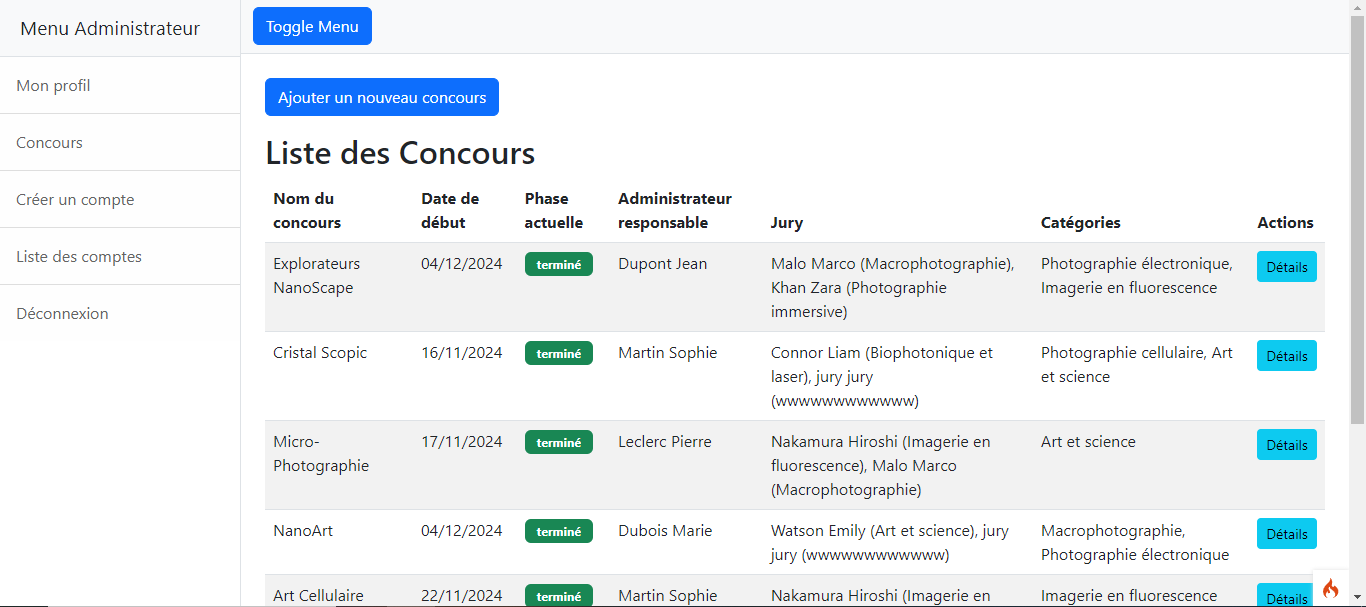 Menu Administrateur
Toggle Menu
Mon profil
Concours
Créer un compte
Liste des comptes
Déconnexion
Ajouter un nouveau concours
Liste des Concours
Nom du concours
Date de début
Phase actuelle
Administrateur responsable
Jury
Catégories
Actions
Explorateurs
NanoScape
04/12/2024
terminé
Dupont Jean
Malo Marco (Macrophotographie),
Khan Zara (Photographie
immersive)
Photographie électronique,
Imagerie en fluorescence
Détails
Cristal Scopic
16/11/2024
terminé
Martin Sophie
Connor Liam (Biophotonique et
laser), jury jury
(wwwwwwwwwwww)
Photographie cellulaire, Art
et science
Détails
Micro-
Photographie
17/11/2024
terminé
Leclerc Pierre
Nakamura Hiroshi (Imagerie en
fluorescence), Malo Marco
(Macrophotographie)
Art et science
Détails
NanoArt
04/12/2024
terminé
Dubois Marie
Watson Emily (Art et science), jury
jury (wwwwwwwwwwww)
Macrophotographie,
Photographie électronique
Détails
Art Cellulaire
22/11/2024
terminé
Martin Sophie
Nakamura Hiroshi (Imagerie en
Imagerie en fluorescence
Détails